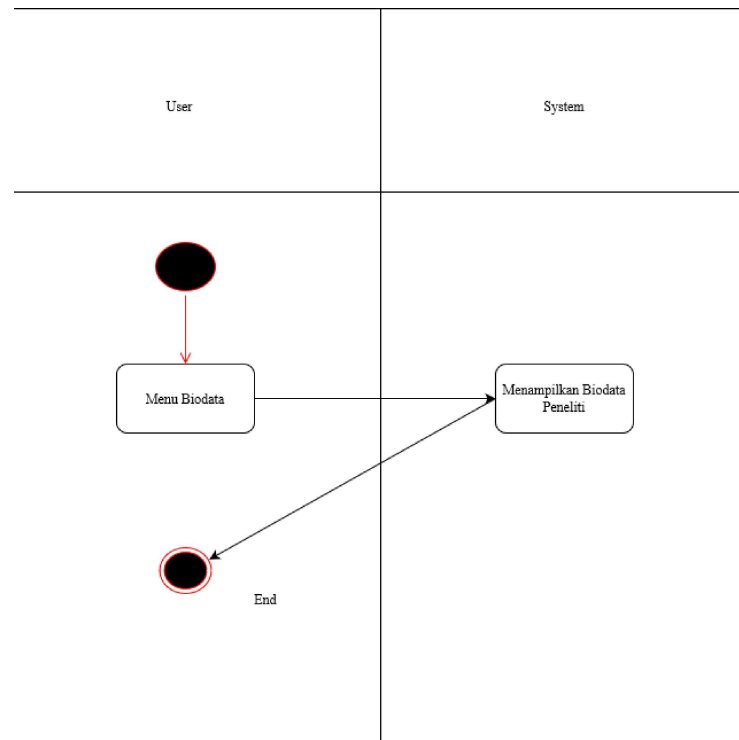 User
System
Menu Biodata
Menampilkan Biodata
Peneliti
End